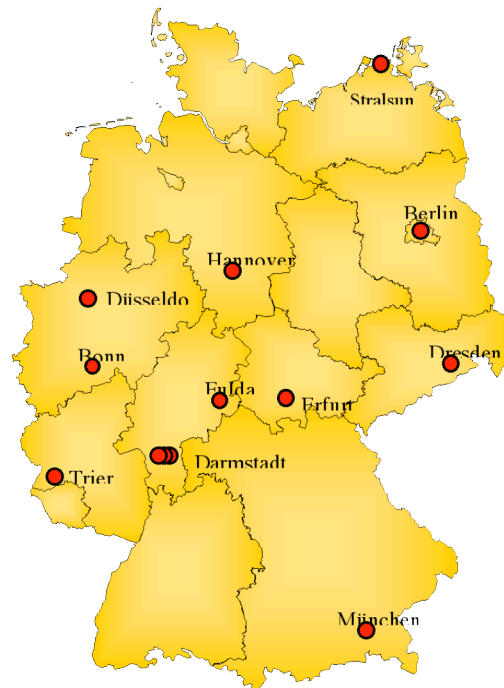 Stralsun
Berlin
Hannover
Düsseldo
Bonn
Dresden
Fulda
Erfurt
Darmstadt
Trier
München